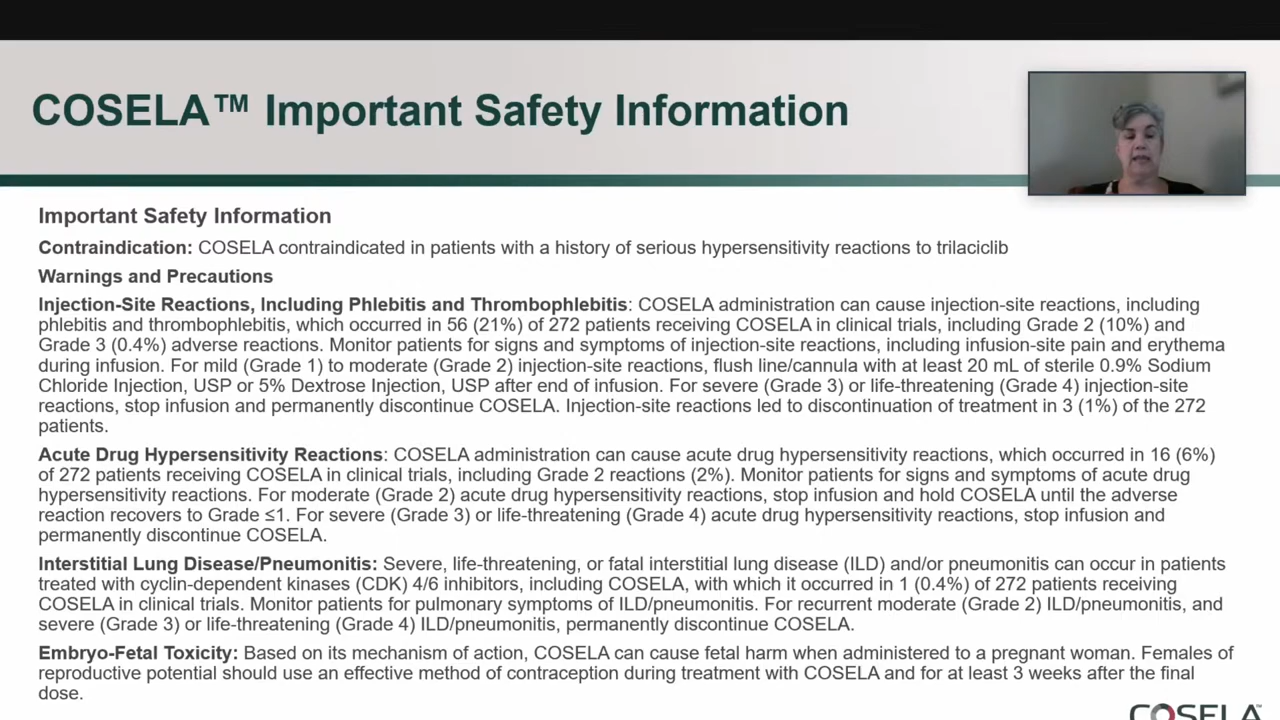 COSELA™ Important Safety Information
Important Safety Information
Contraindication: COSELA contraindicated in patients with a history of serious hypersensitivity reactions to trilaciclib
Warnings and Precautions
Injection-Site Reactions, Including Phlebitis and Thrombophlebitis: COSELA administration can cause injection-site reactions, including
phlebitis and thrombophlebitis, which occurred in 56 (21%) of 272 patients receiving COSELA in clinical trials, including Grade 2 (10%) and
Grade 3 (0.4%) adverse reactions. Monitor patients for signs and symptoms of injection-site reactions, including infusion-site pain and erythema
during infusion. For mild (Grade 1) to moderate (Grade 2) injection-site reactions, flush line/cannula with at least 20 mL of sterile 0.9% Sodium
Chloride Injection, USP or 5% Dextrose Injection, USP after end of infusion. For severe (Grade 3) or life-threatening (Grade 4) injection-site
reactions, stop infusion and permanently discontinue COSELA. Injection-site reactions led to discontinuation of treatment in 3 (1%) of the 272
patients.
Acute Drug Hypersensitivity Reactions: COSELA administration can cause acute drug hypersensitivity reactions, which occurred in 16 (6%)
of 272 patients receiving COSELA in clinical trials, including Grade 2 reactions (2%). Monitor patients for signs and symptoms of acute drug
hypersensitivity reactions. For moderate (Grade 2) acute drug hypersensitivity reactions, stop infusion and hold COSELA until the adverse
reaction recovers to Grade ≤1. For severe (Grade 3) or life-threatening (Grade 4) acute drug hypersensitivity reactions, stop infusion and
permanently discontinue COSELA.
Interstitial Lung Disease/Pneumonitis: Severe, life-threatening, or fatal interstitial lung disease (ILD) and/or pneumonitis can occur in patients
treated with cyclin-dependent kinases (CDK) 4/6 inhibitors, including COSELA, with which it occurred in 1 (0.4%) of 272 patients receiving
COSELA in clinical trials. Monitor patients for pulmonary symptoms of ILD/pneumonitis. For recurrent moderate (Grade 2) ILD/pneumonitis, and
severe (Grade 3) or life-threatening (Grade 4) ILD/pneumonitis, permanently discontinue COSELA.
Embryo-Fetal Toxicity: Based on its mechanism of action, COSELA can cause fetal harm when administered to a pregnant woman. Females of
reproductive potential should use an effective method of contraception during treatment with COSELA and for at least 3 weeks after the final
dose.
COSELA™